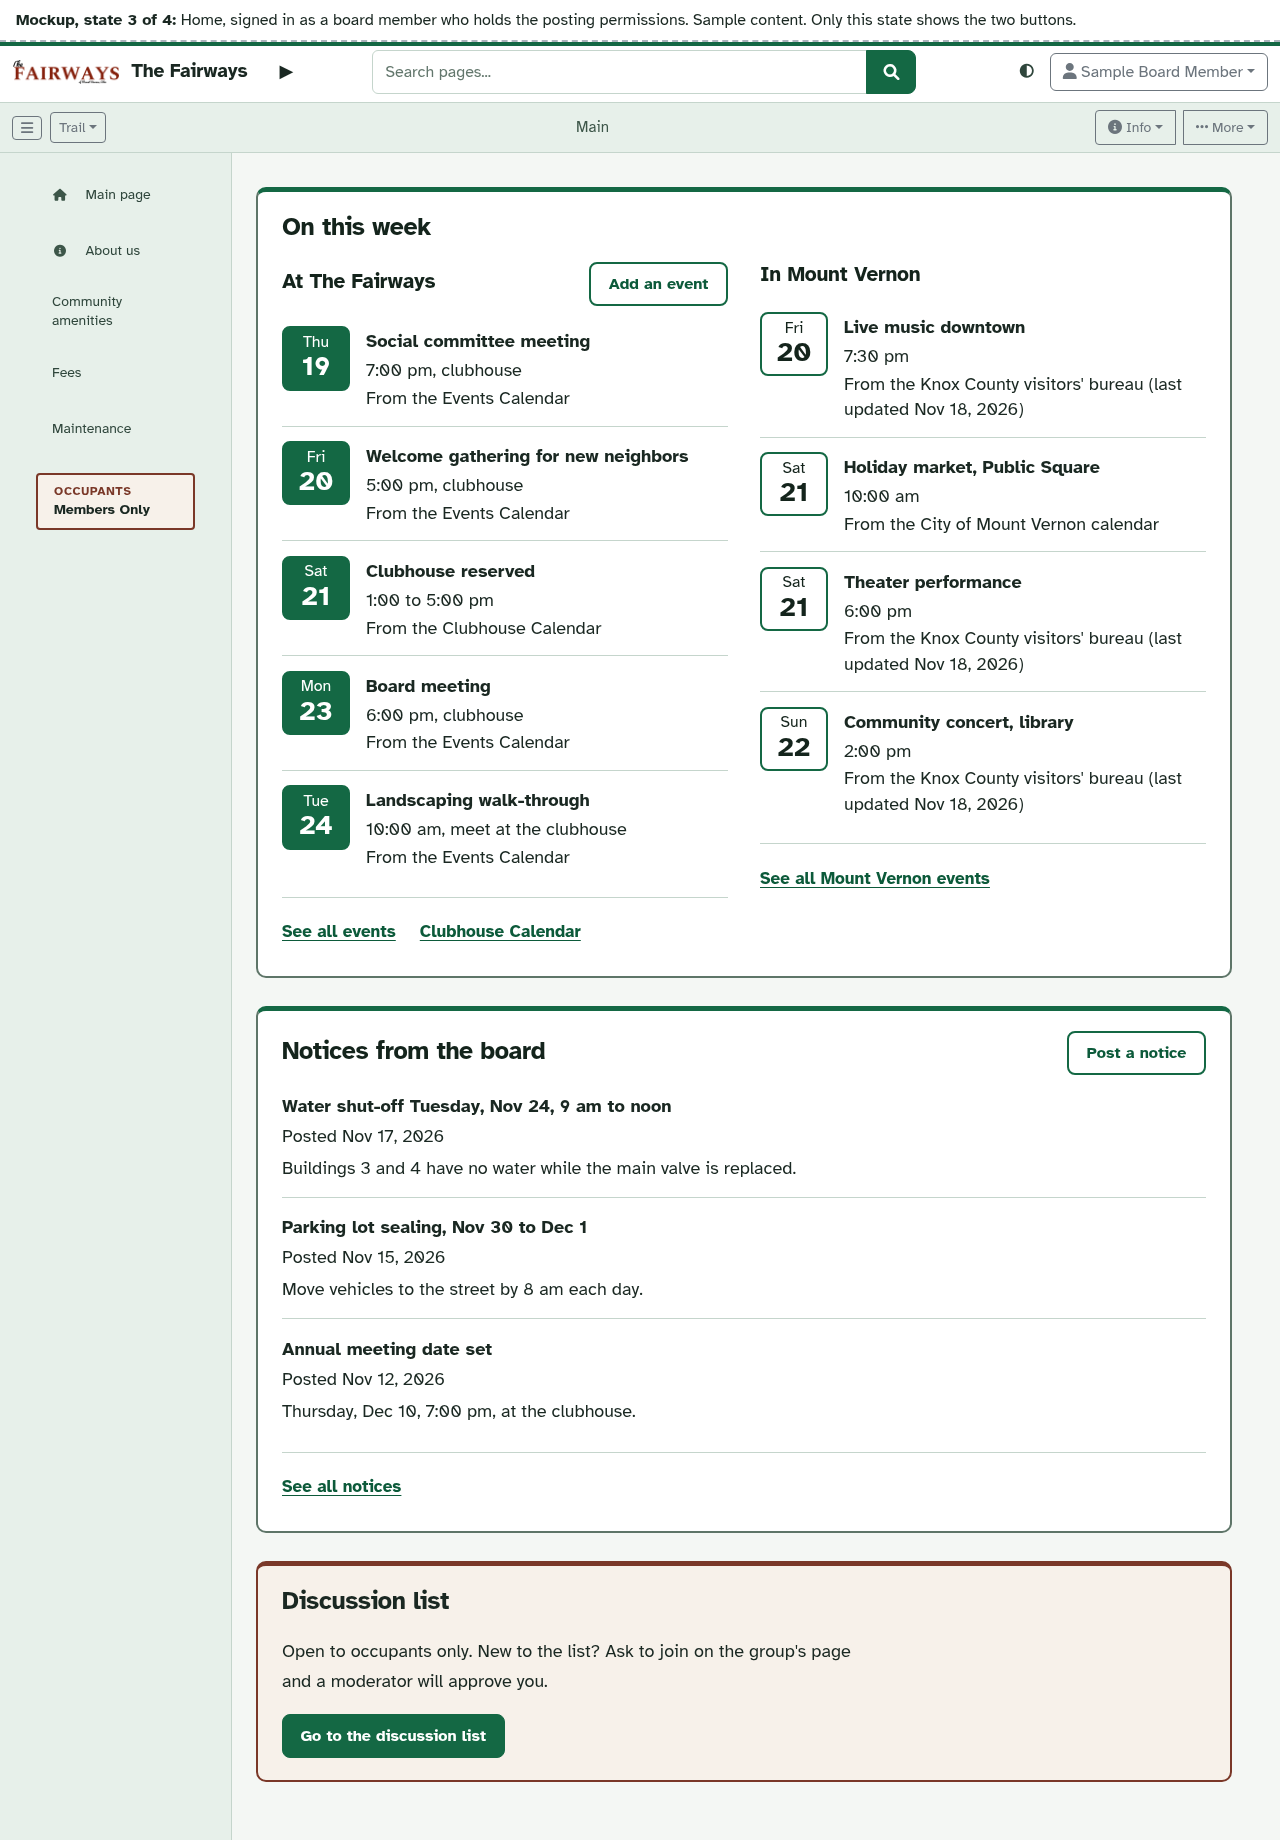 Mockup, state 3 of 4: Home, signed in as a board member who holds the posting permissions. Sample content. Only this state shows the two buttons.
The FAIRWAYS
The Fairways
Search pages...
Sample Board Member
Trail
Main
Info
More
Main page
About us
Community
amenities
Fees
Maintenance
OCCUPANTS
Members Only
On this week
At The Fairways
Add an event
Thu
19
Social committee meeting
7:00 pm, clubhouse
From the Events Calendar
Fri
20
Welcome gathering for new neighbors
5:00 pm, clubhouse
From the Events Calendar
Sat
21
Clubhouse reserved
1:00 to 5:00 pm
From the Clubhouse Calendar
Mon
23
Board meeting
6:00 pm, clubhouse
From the Events Calendar
Tue
24
Landscaping walk-through
10:00 am, meet at the clubhouse
From the Events Calendar
See all events
Clubhouse Calendar
In Mount Vernon
Fri
20
Live music downtown
7:30 pm
From the Knox County visitors' bureau (last
updated Nov 18, 2026)
Sat
21
Holiday market, Public Square
10:00 am
From the City of Mount Vernon calendar
Sat
21
Theater performance
6:00 pm
From the Knox County visitors' bureau (last
updated Nov 18, 2026)
Sun
22
Community concert, library
2:00 pm
From the Knox County visitors' bureau (last
updated Nov 18, 2026)
See all Mount Vernon events
Notices from the board
Post a notice
Water shut-off Tuesday, Nov 24, 9 am to noon
Posted Nov 17, 2026
Buildings 3 and 4 have no water while the main valve is replaced.
Parking lot sealing, Nov 30 to Dec 1
Posted Nov 15, 2026
Move vehicles to the street by 8 am each day.
Annual meeting date set
Posted Nov 12, 2026
Thursday, Dec 10, 7:00 pm, at the clubhouse.
See all notices
Discussion list
Open to occupants only. New to the list? Ask to join on the group's page
and a moderator will approve you.
Go to the discussion list